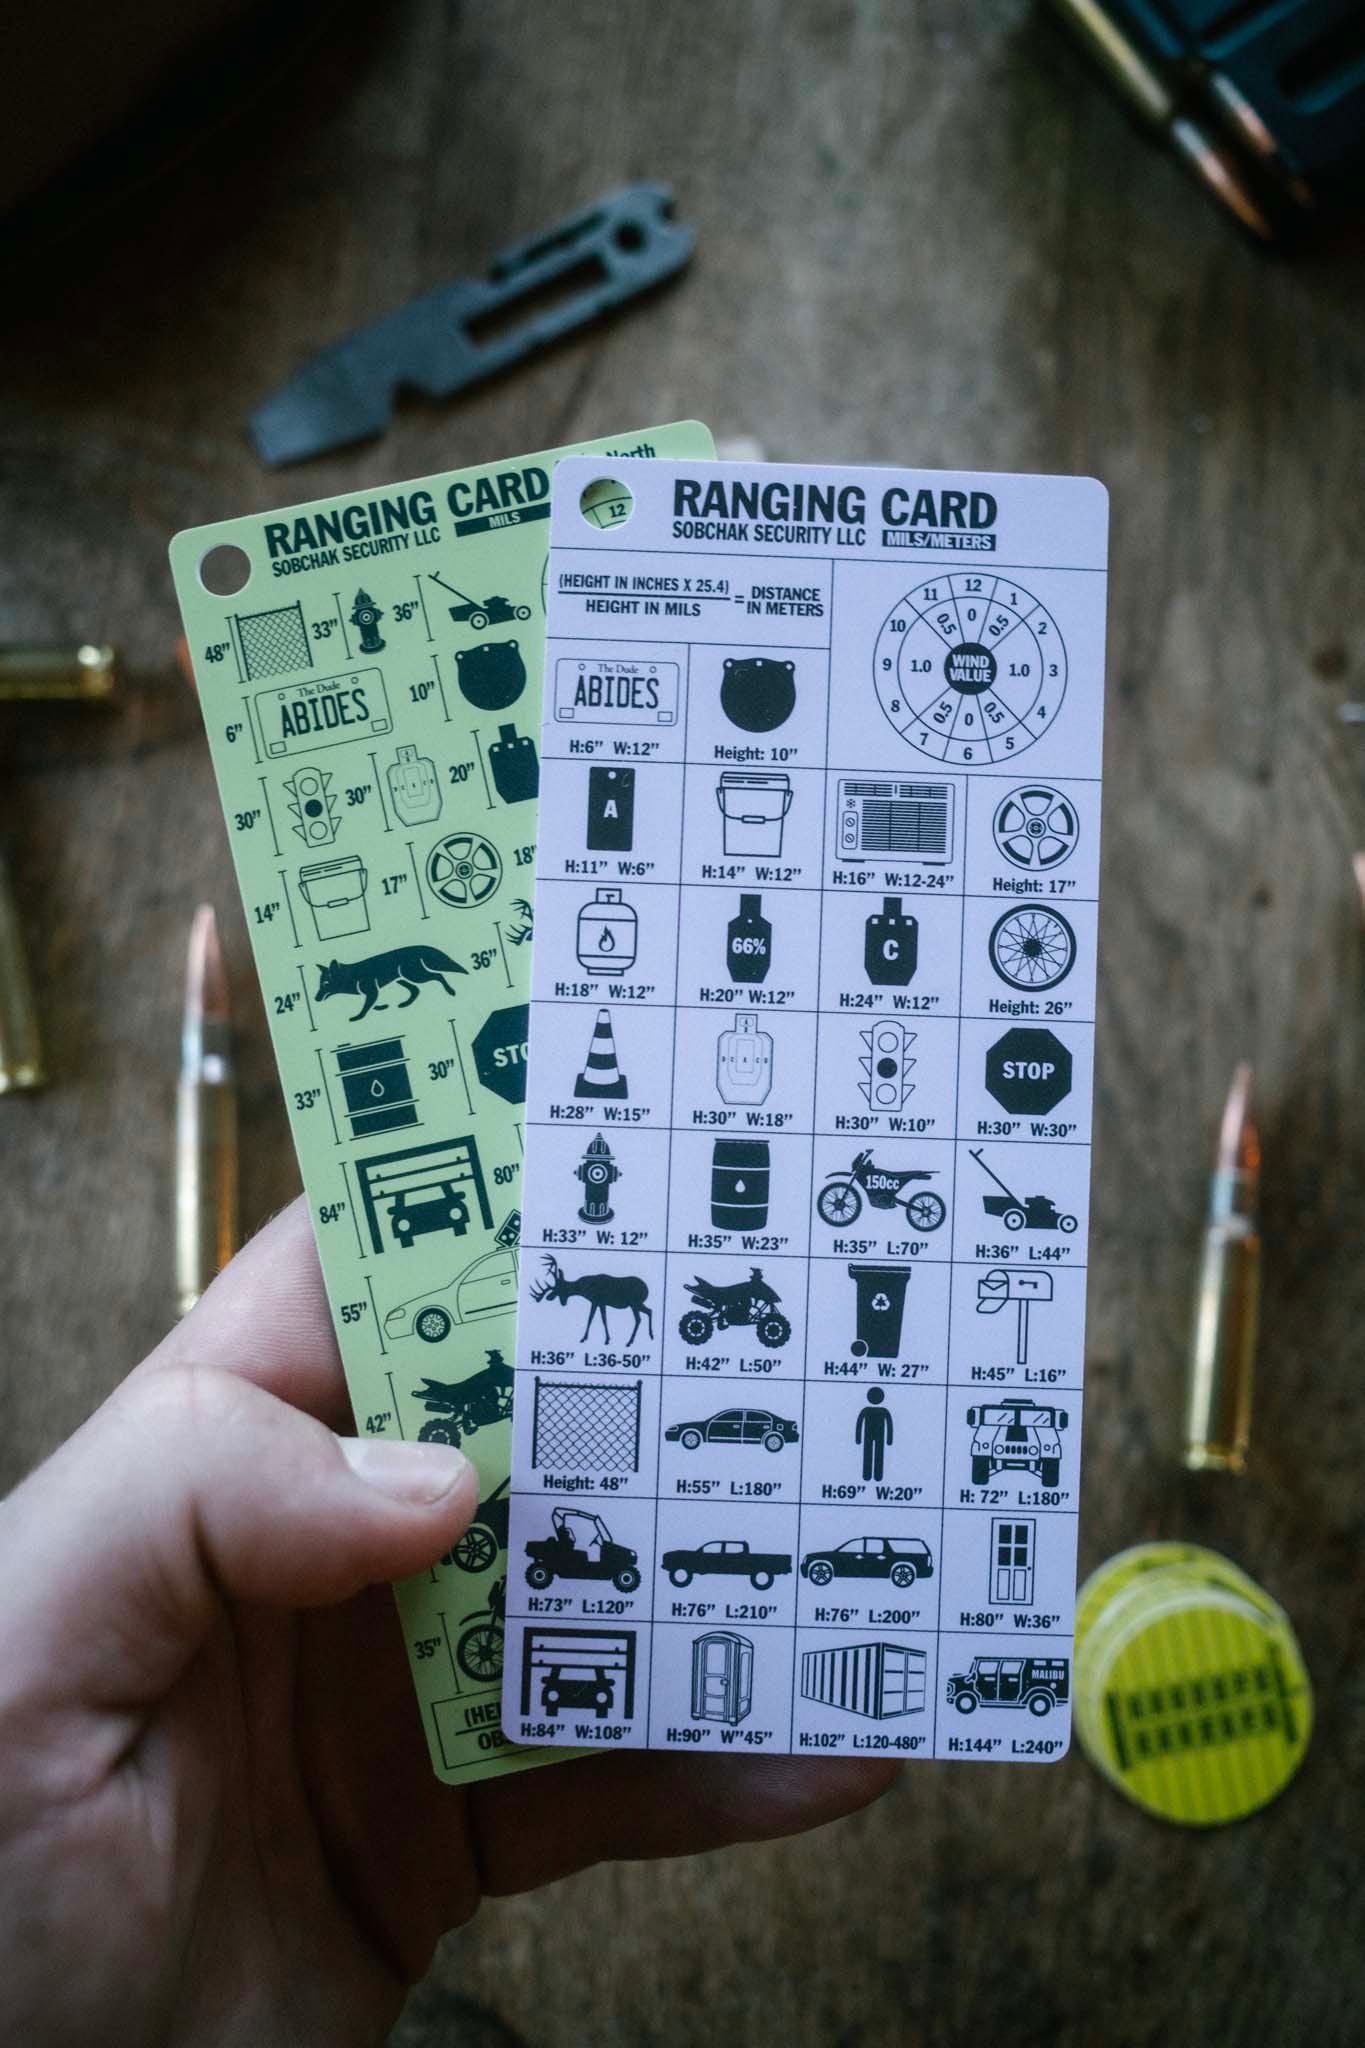 North
RANGING CARD
SOBCHAK SECURITY LLC MILS
48” 33” 36”
The Dude
ABIDES
6” 10”
30” 30” 20”
14” 17” 18”
24” 36”
33” 30”
84” 80”
55”
42”
35”
(HEI
OB
12
RANGING CARD
SOBCHAK SECURITY LLC MILS/METERS
(HEIGHT IN INCHES X 25.4)
HEIGHT IN MILS
= DISTANCE
IN METERS
12
11 1
10 0.5 0 0.5 2
9 1.0 WIND
VALUE 1.0 3
8 0.5 0 0.5 4
7 5
6
The Dude
ABIDES
H:6” W:12” Height: 10”
A
H:11” W:6” H:14” W:12” H:16” W:12-24” Height: 17”
66% C
H:18” W:12” H:20” W:12” H:24” W:12” Height: 26”
D C A C D STOP
H:28” W:15” H:30” W:18” H:30” W:10” H:30” W:30”
150cc
H:33” W: 12” H:35” W:23” H:35” L:70” H:36” L:44”
H:36” L:36-50” H:42” L:50” H:44” W: 27” H:45” L:16”
Height: 48” H:55” L:180” H:69” W:20” H: 72” L:180”
H:73” L:120” H:76” L:210” H:76” L:200” H:80” W:36”
MALIBU
H:84” W:108” H:90” W”45” H:102” L:120-480” H:144” L:240”